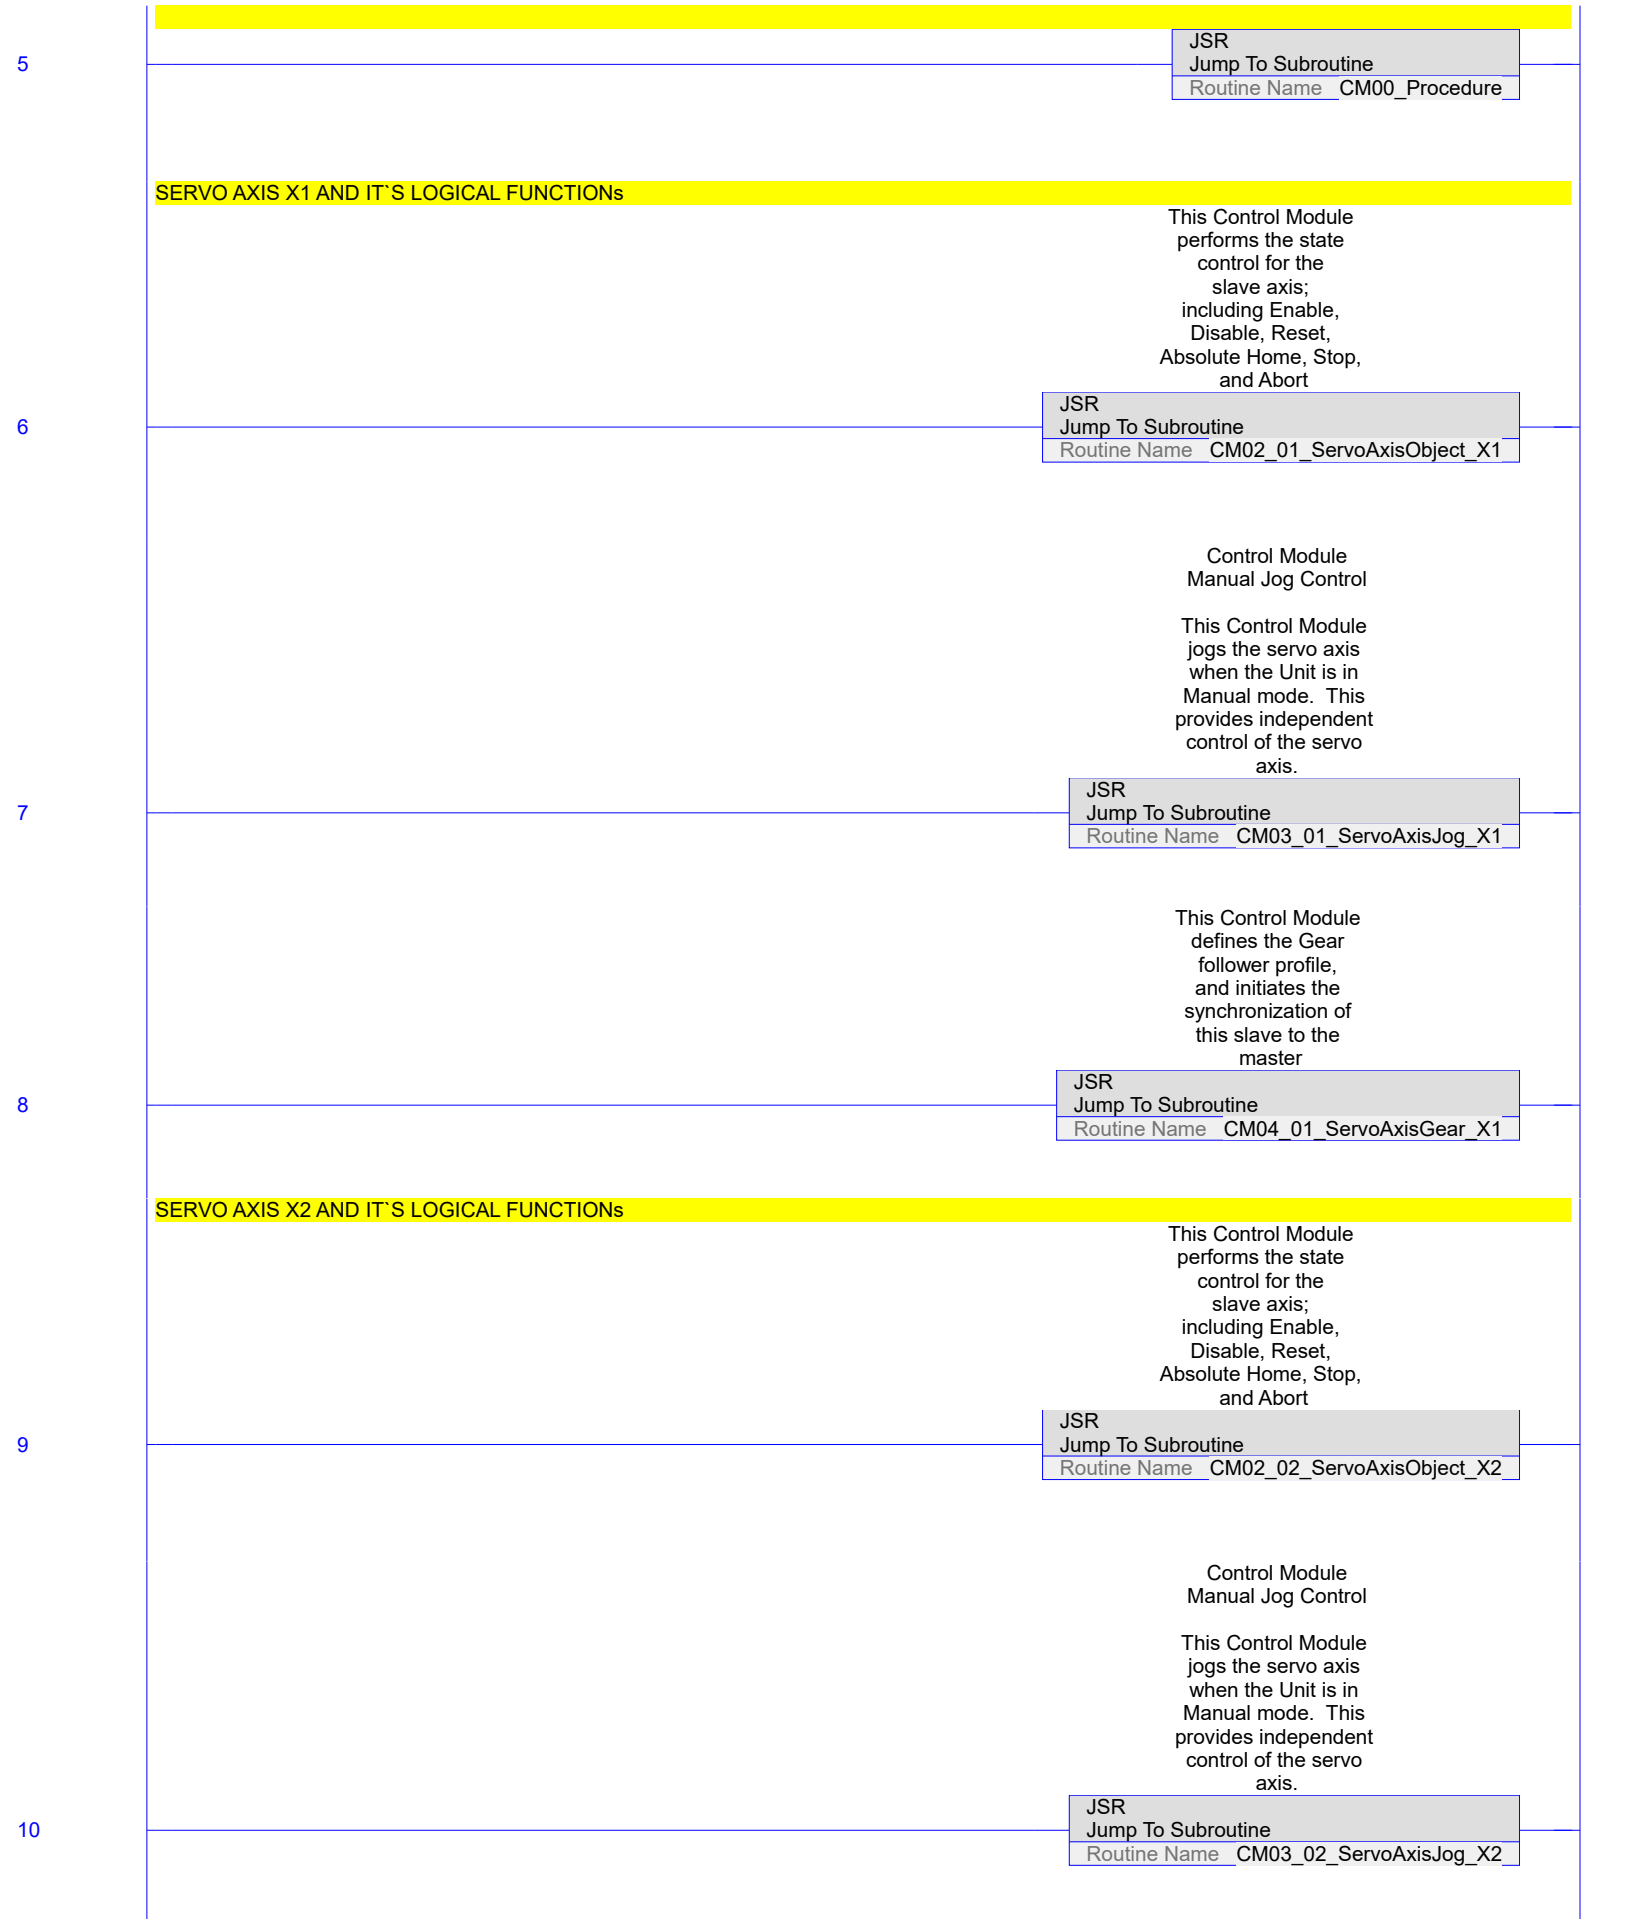 JSR
5
Jump To Subroutine
Routine Name CM00_Procedure
SERVO AXIS X1 AND IT`S LOGICAL FUNCTIONs
This Control Module
performs the state
control for the
slave axis;
including Enable,
Disable, Reset,
Absolute Home, Stop,
and Abort
JSR
6
Jump To Subroutine
Routine Name CM02_01_ServoAxisObject_X1
Control Module
Manual Jog Control
This Control Module
jogs the servo axis
when the Unit is in
Manual mode.  This
provides independent
control of the servo
axis.
JSR
7
Jump To Subroutine
Routine Name CM03_01_ServoAxisJog_X1
This Control Module
defines the Gear
follower profile,
and initiates the
synchronization of
this slave to the
master
JSR
8
Jump To Subroutine
Routine Name CM04_01_ServoAxisGear_X1
SERVO AXIS X2 AND IT`S LOGICAL FUNCTIONs
This Control Module
performs the state
control for the
slave axis;
including Enable,
Disable, Reset,
Absolute Home, Stop,
and Abort
JSR
9
Jump To Subroutine
Routine Name CM02_02_ServoAxisObject_X2
Control Module
Manual Jog Control
This Control Module
jogs the servo axis
when the Unit is in
Manual mode.  This
provides independent
control of the servo
axis.
JSR
10
Jump To Subroutine
Routine Name CM03_02_ServoAxisJog_X2